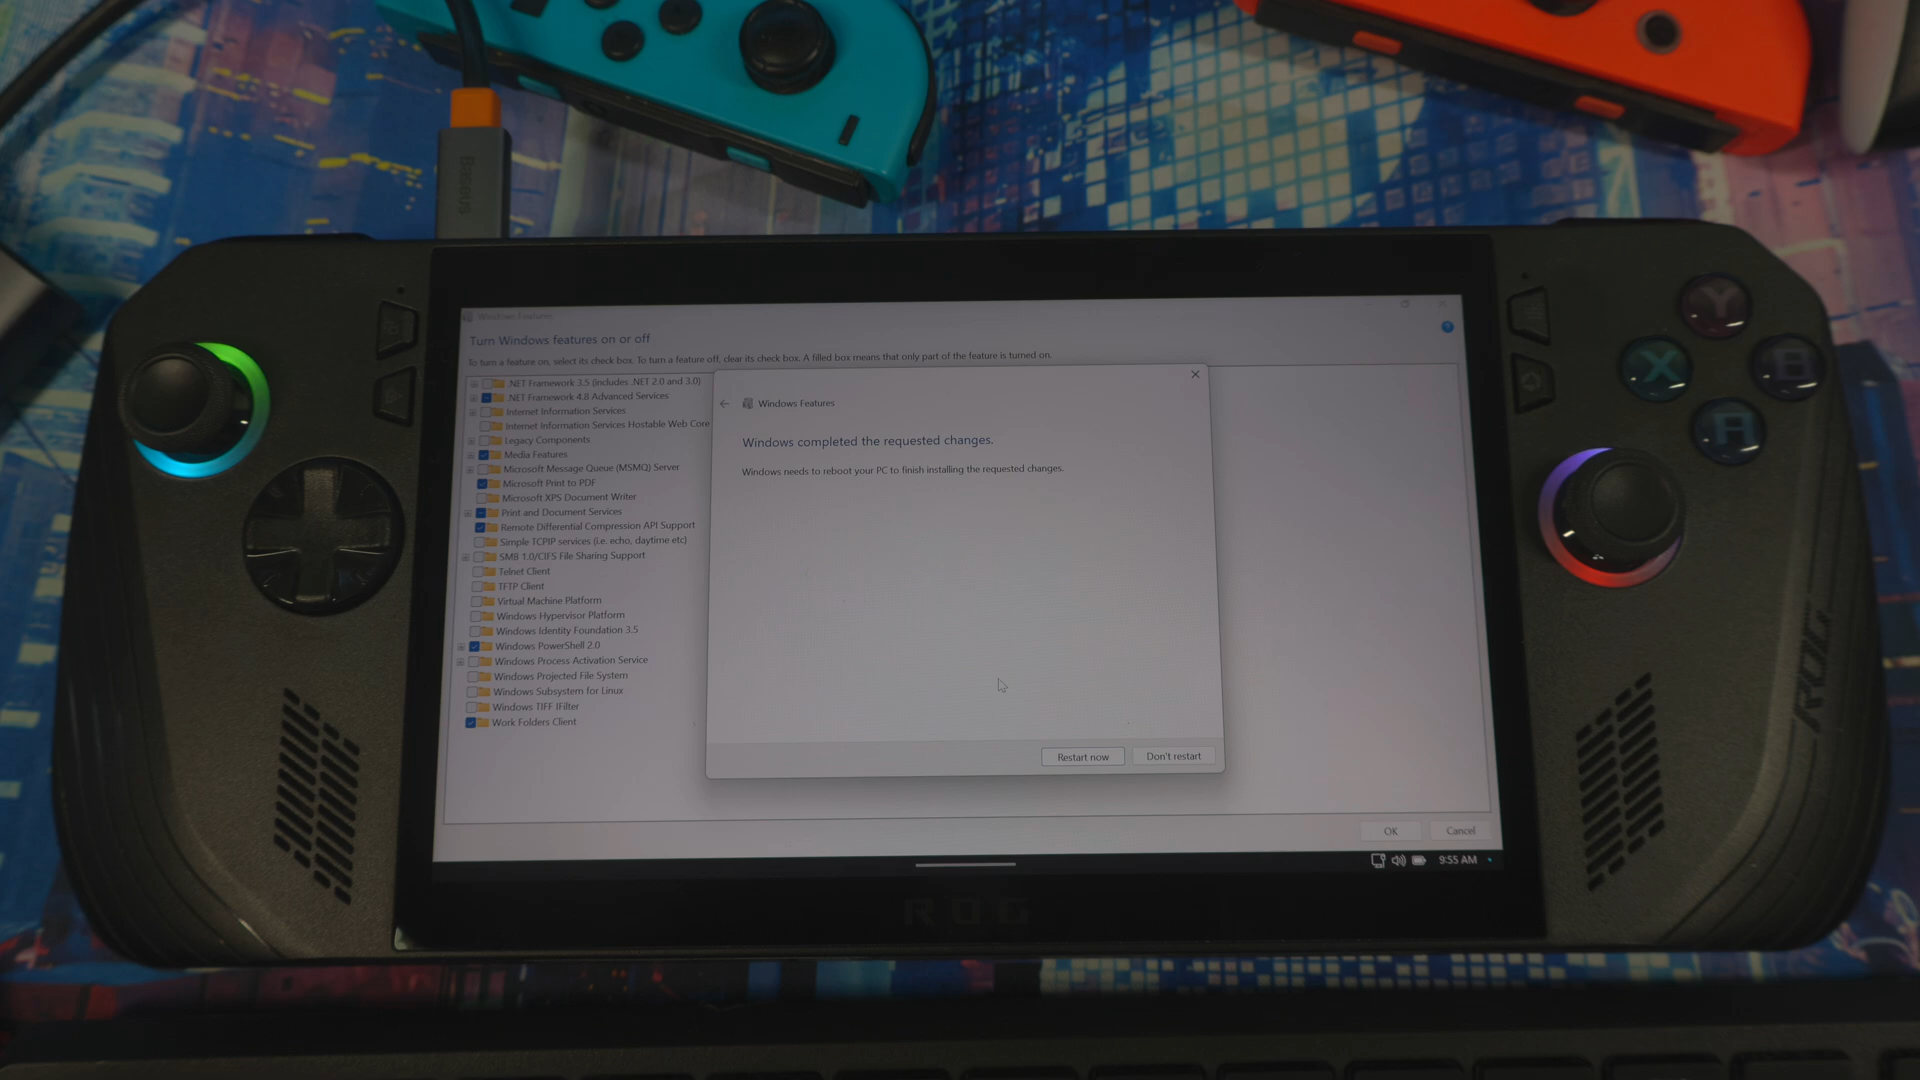 Baseus
Windows Features
Turn Windows features on or off
To turn a feature on, select its check box. To turn a feature off, clear its check box. A filled box means that only part of the feature is turned on.
.NET Framework 3.5 (includes .NET 2.0 and 3.0)
.NET Framework 4.8 Advanced Services
Internet Information Services
Internet Information Services Hostable Web Core
Legacy Components
Media Features
Microsoft Message Queue (MSMQ) Server
Microsoft Print to PDF
Microsoft XPS Document Writer
Print and Document Services
Remote Differential Compression API Support
Simple TCPIP services (i.e. echo, daytime etc)
SMB 1.0/CIFS File Sharing Support
Telnet Client
TFTP Client
Virtual Machine Platform
Windows Hypervisor Platform
Windows Identity Foundation 3.5
Windows PowerShell 2.0
Windows Process Activation Service
Windows Projected File System
Windows Subsystem for Linux
Windows TIFF IFilter
Work Folders Client
Windows Features
Windows completed the requested changes.
Windows needs to reboot your PC to finish installing the requested changes.
Restart now
Don't restart
OK
Cancel
9:55 AM
ROG
Y
X
B
A
ROG